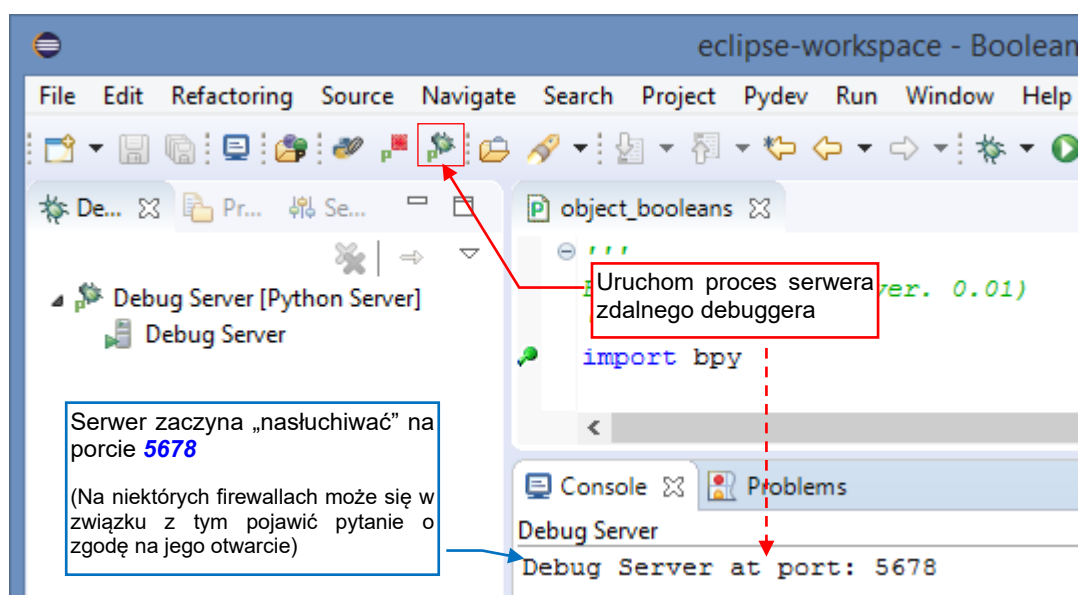 eclipse-workspace - Boolean
File Edit Refactoring Source Navigate Search Project Pydev Run Window Help
De... Pr... Se...
object_booleans
'''
Uruchom proces serwera
zdalnego debuggera
ver. 0.01)
Debug Server [Python Server]
Debug Server
import bpy
Serwer zaczyna „nasłuchiwać” na
porcie 5678
(Na niektórych firewallach może się w
związku z tym pojawić pytanie o
zgodę na jego otwarcie)
Console Problems
Debug Server
Debug Server at port: 5678